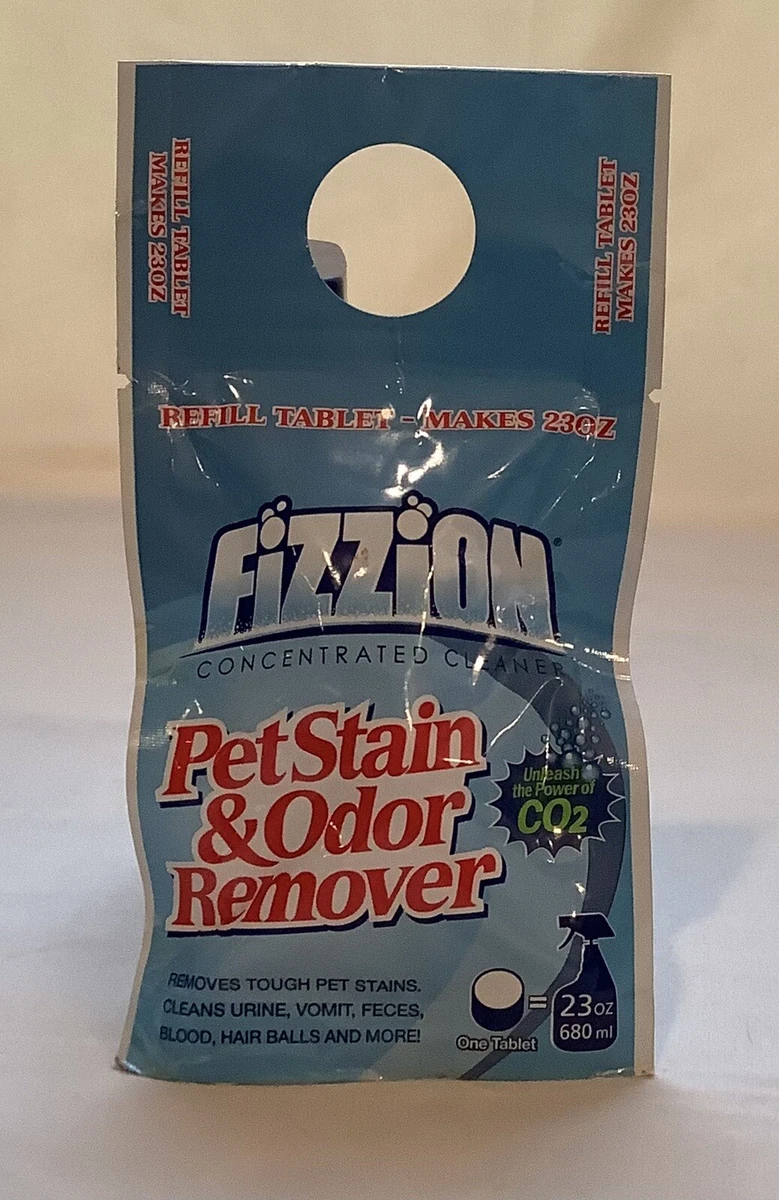 REFILL TABLET
MAKES 23OZ
REFILL TABLET
MAKES 23OZ
REFILL TABLET - MAKES 23OZ
FiZZiON®
CONCENTRATED CLEANER
Pet Stain
& Odor
Remover
Unleash
the Power of
CO2
REMOVES TOUGH PET STAINS.
CLEANS URINE, VOMIT, FECES,
BLOOD, HAIR BALLS AND MORE!
One Tablet
=
23 oz
680 ml